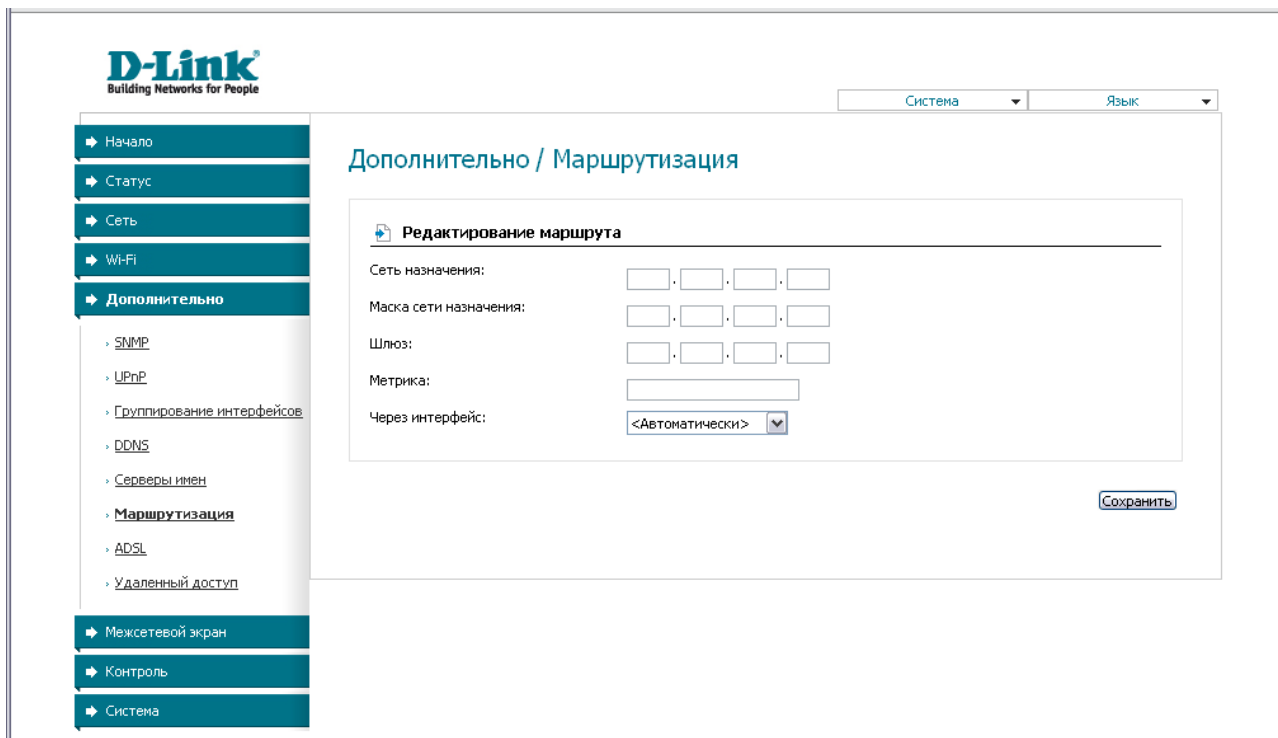 D-Link
Building Networks for People
Система
Язык
Начало
Статус
Сеть
Wi-Fi
Дополнительно
SNMP
UPnP
Группирование интерфейсов
DDNS
Серверы имен
Маршрутизация
ADSL
Удаленный доступ
Межсетевой экран
Контроль
Система
Дополнительно / Маршрутизация
Редактирование маршрута
Сеть назначения:
. . .
Маска сети назначения:
. . .
Шлюз:
. . .
Метрика:
Через интерфейс:
<Автоматически>
Сохранить